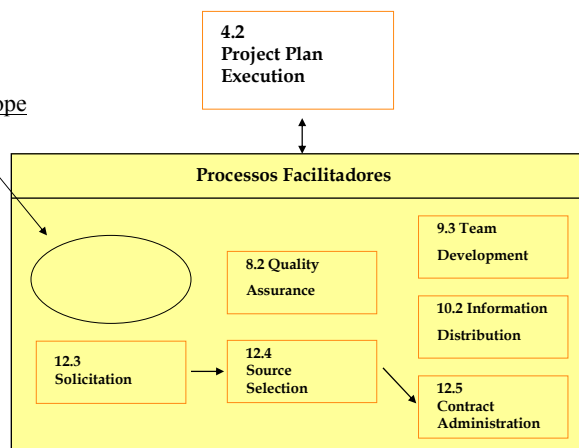 4.2
Project Plan
Execution
ope
Processos Facilitadores
9.3 Team
Development
8.2 Quality
Assurance
10.2 Information
Distribution
12.3
Solicitation
12.4
Source
Selection
12.5
Contract
Administration